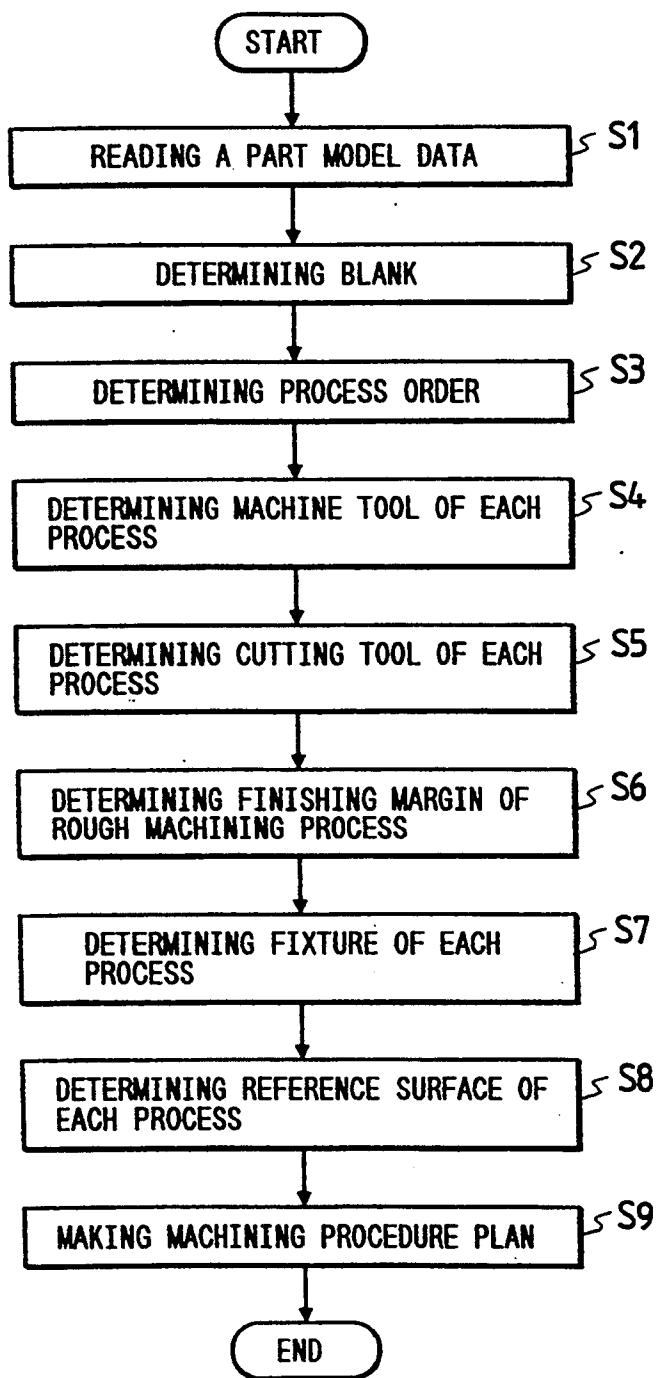 START
READING A PART MODEL DATA
S1
DETERMINING BLANK
S2
DETERMINING PROCESS ORDER
S3
DETERMINING MACHINE TOOL OF EACH
PROCESS
S4
DETERMINING CUTTING TOOL OF EACH
PROCESS
S5
DETERMINING FINISHING MARGIN OF
ROUGH MACHINING PROCESS
S6
DETERMINING FIXTURE OF EACH
PROCESS
S7
DETERMINING REFERENCE SURFACE OF
EACH PROCESS
S8
MAKING MACHINING PROCEDURE PLAN
S9
END